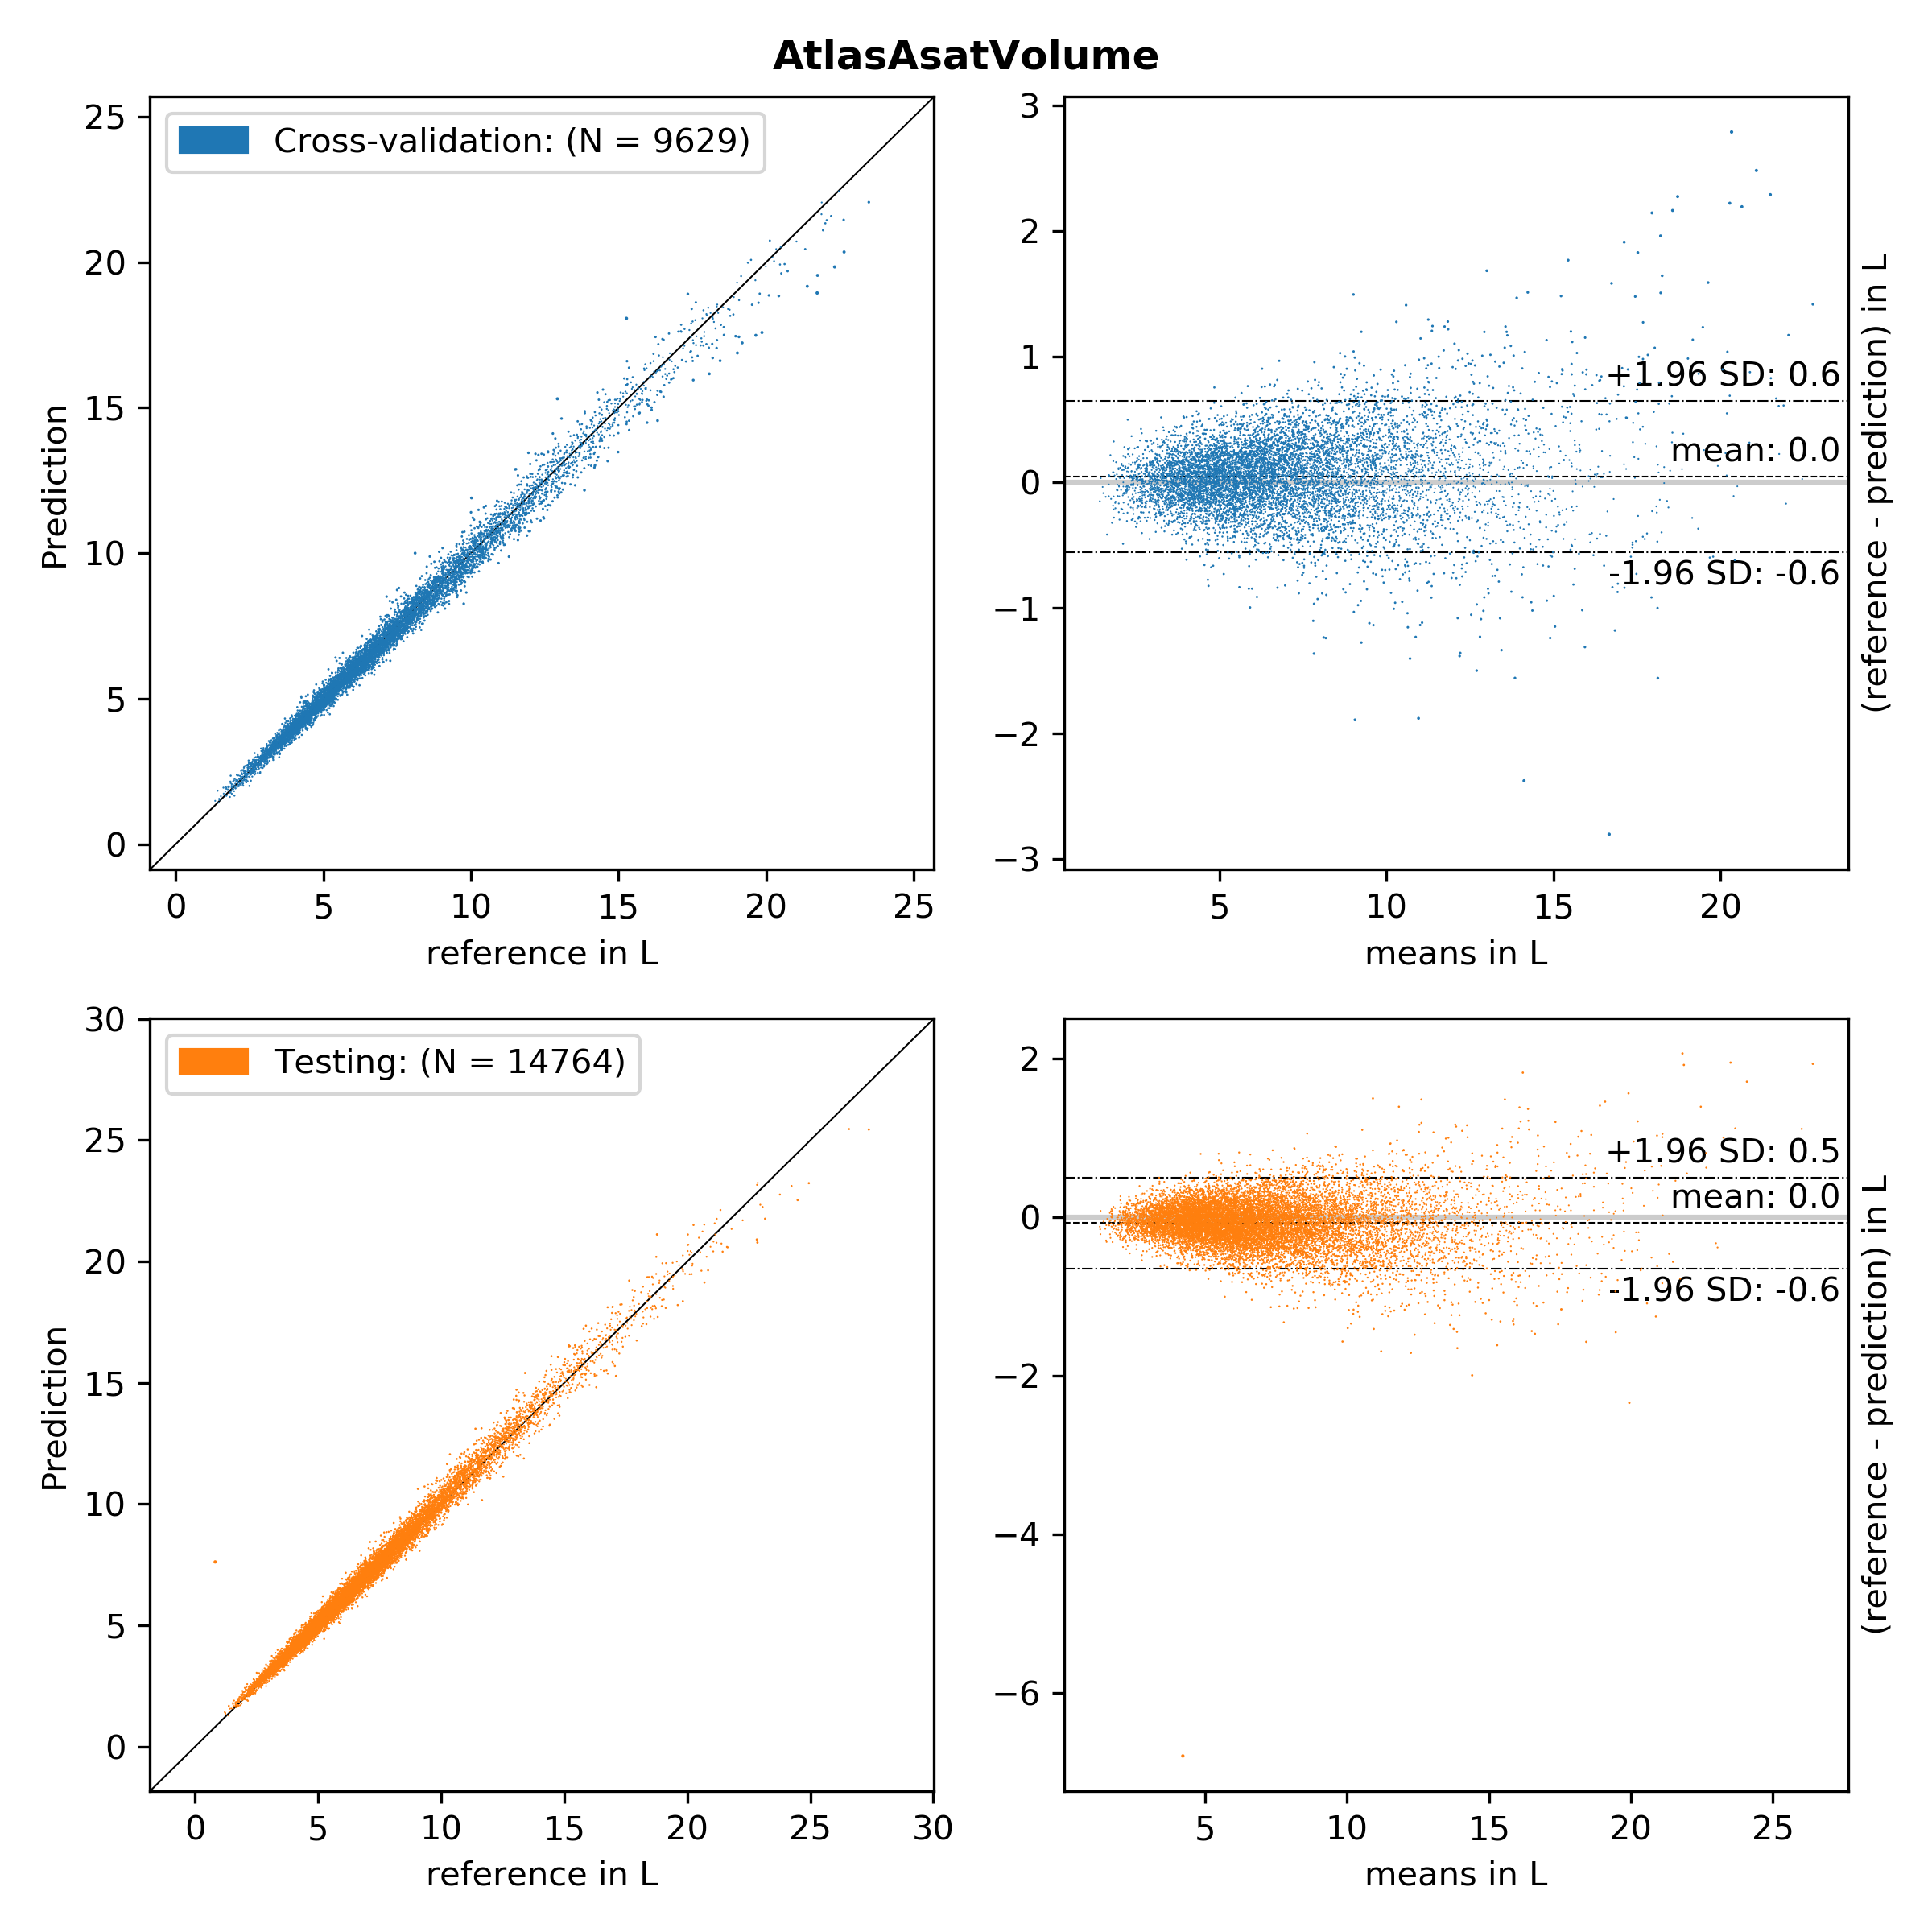 AtlasAsatVolume
25
20
15
10
5
0
Prediction
Cross-validation: (N = 9629)
0 5 10 15 20 25
reference in L
3
2
1
0
−1
−2
−3
+1.96 SD: 0.6
mean: 0.0
-1.96 SD: -0.6
(reference - prediction) in L
5 10 15 20
means in L
30
25
20
15
10
5
0
Prediction
Testing: (N = 14764)
0 5 10 15 20 25 30
reference in L
2
0
−2
−4
−6
+1.96 SD: 0.5
mean: 0.0
-1.96 SD: -0.6
(reference - prediction) in L
5 10 15 20 25
means in L